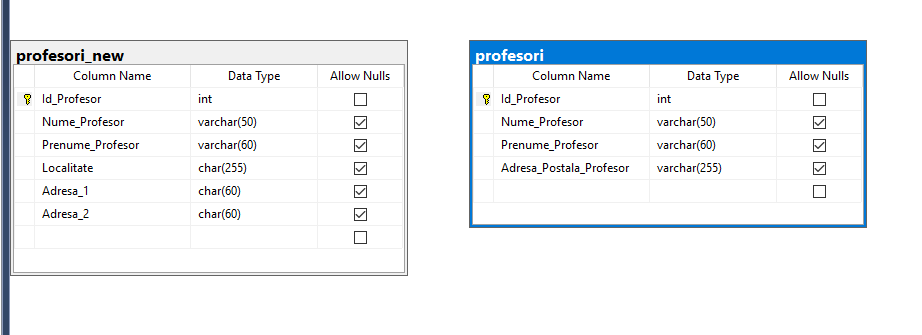 profesori_new
Column Name Data Type Allow Nulls
Id_Profesor int
Nume_Profesor varchar(50)
Prenume_Profesor varchar(60)
Localitate char(255)
Adresa_1 char(60)
Adresa_2 char(60)
profesori
Column Name Data Type Allow Nulls
Id_Profesor int
Nume_Profesor varchar(50)
Prenume_Profesor varchar(60)
Adresa_Postala_Profesor varchar(255)